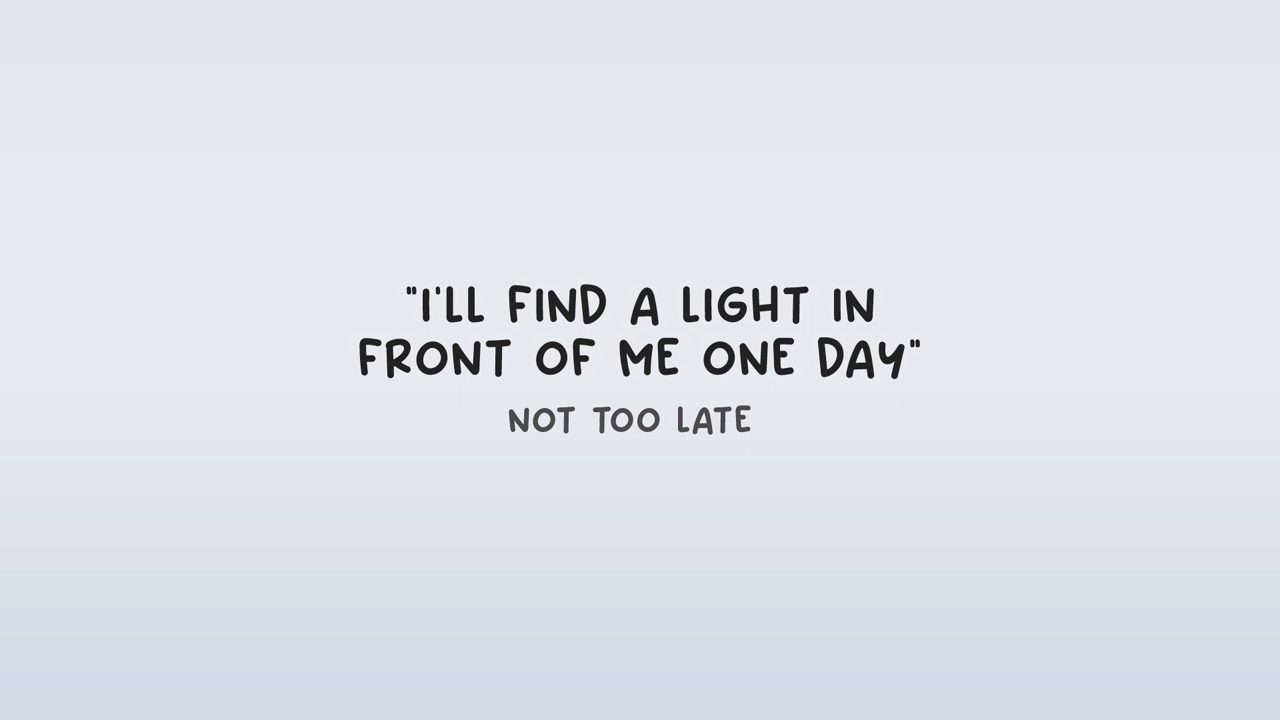 "I'LL FIND A LIGHT IN
FRONT OF ME ONE DAY"
NOT TOO LATE